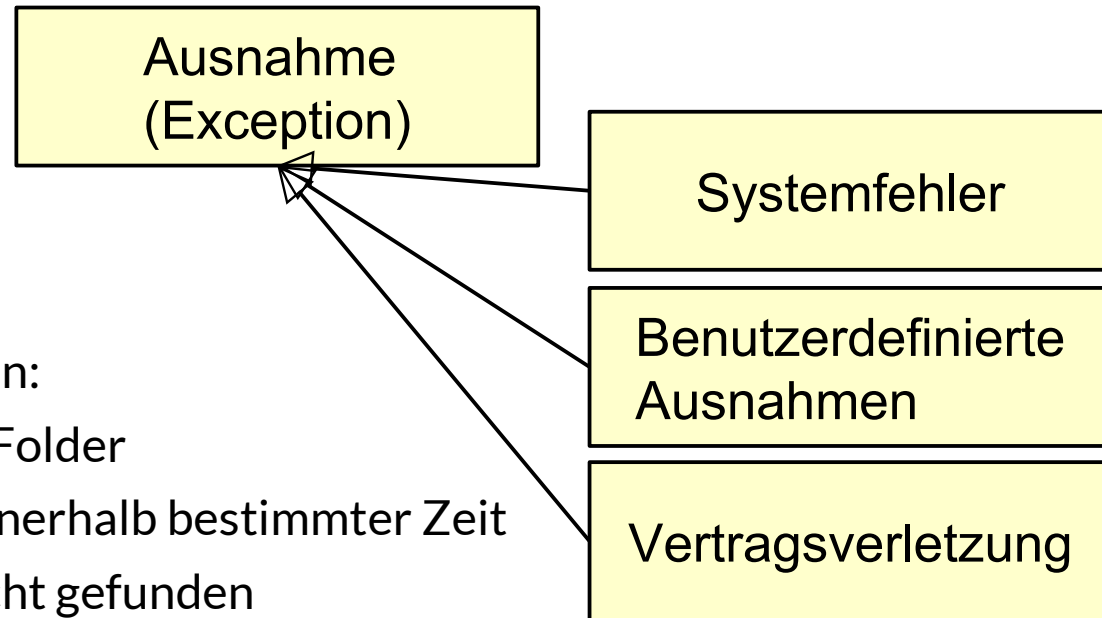 Ausnahme
(Exception)
Systemfehler
Benutzerdefinierte
Ausnahmen
Vertragsverletzung
n:
Folder
nerhalb bestimmter Zeit
ht gefunden